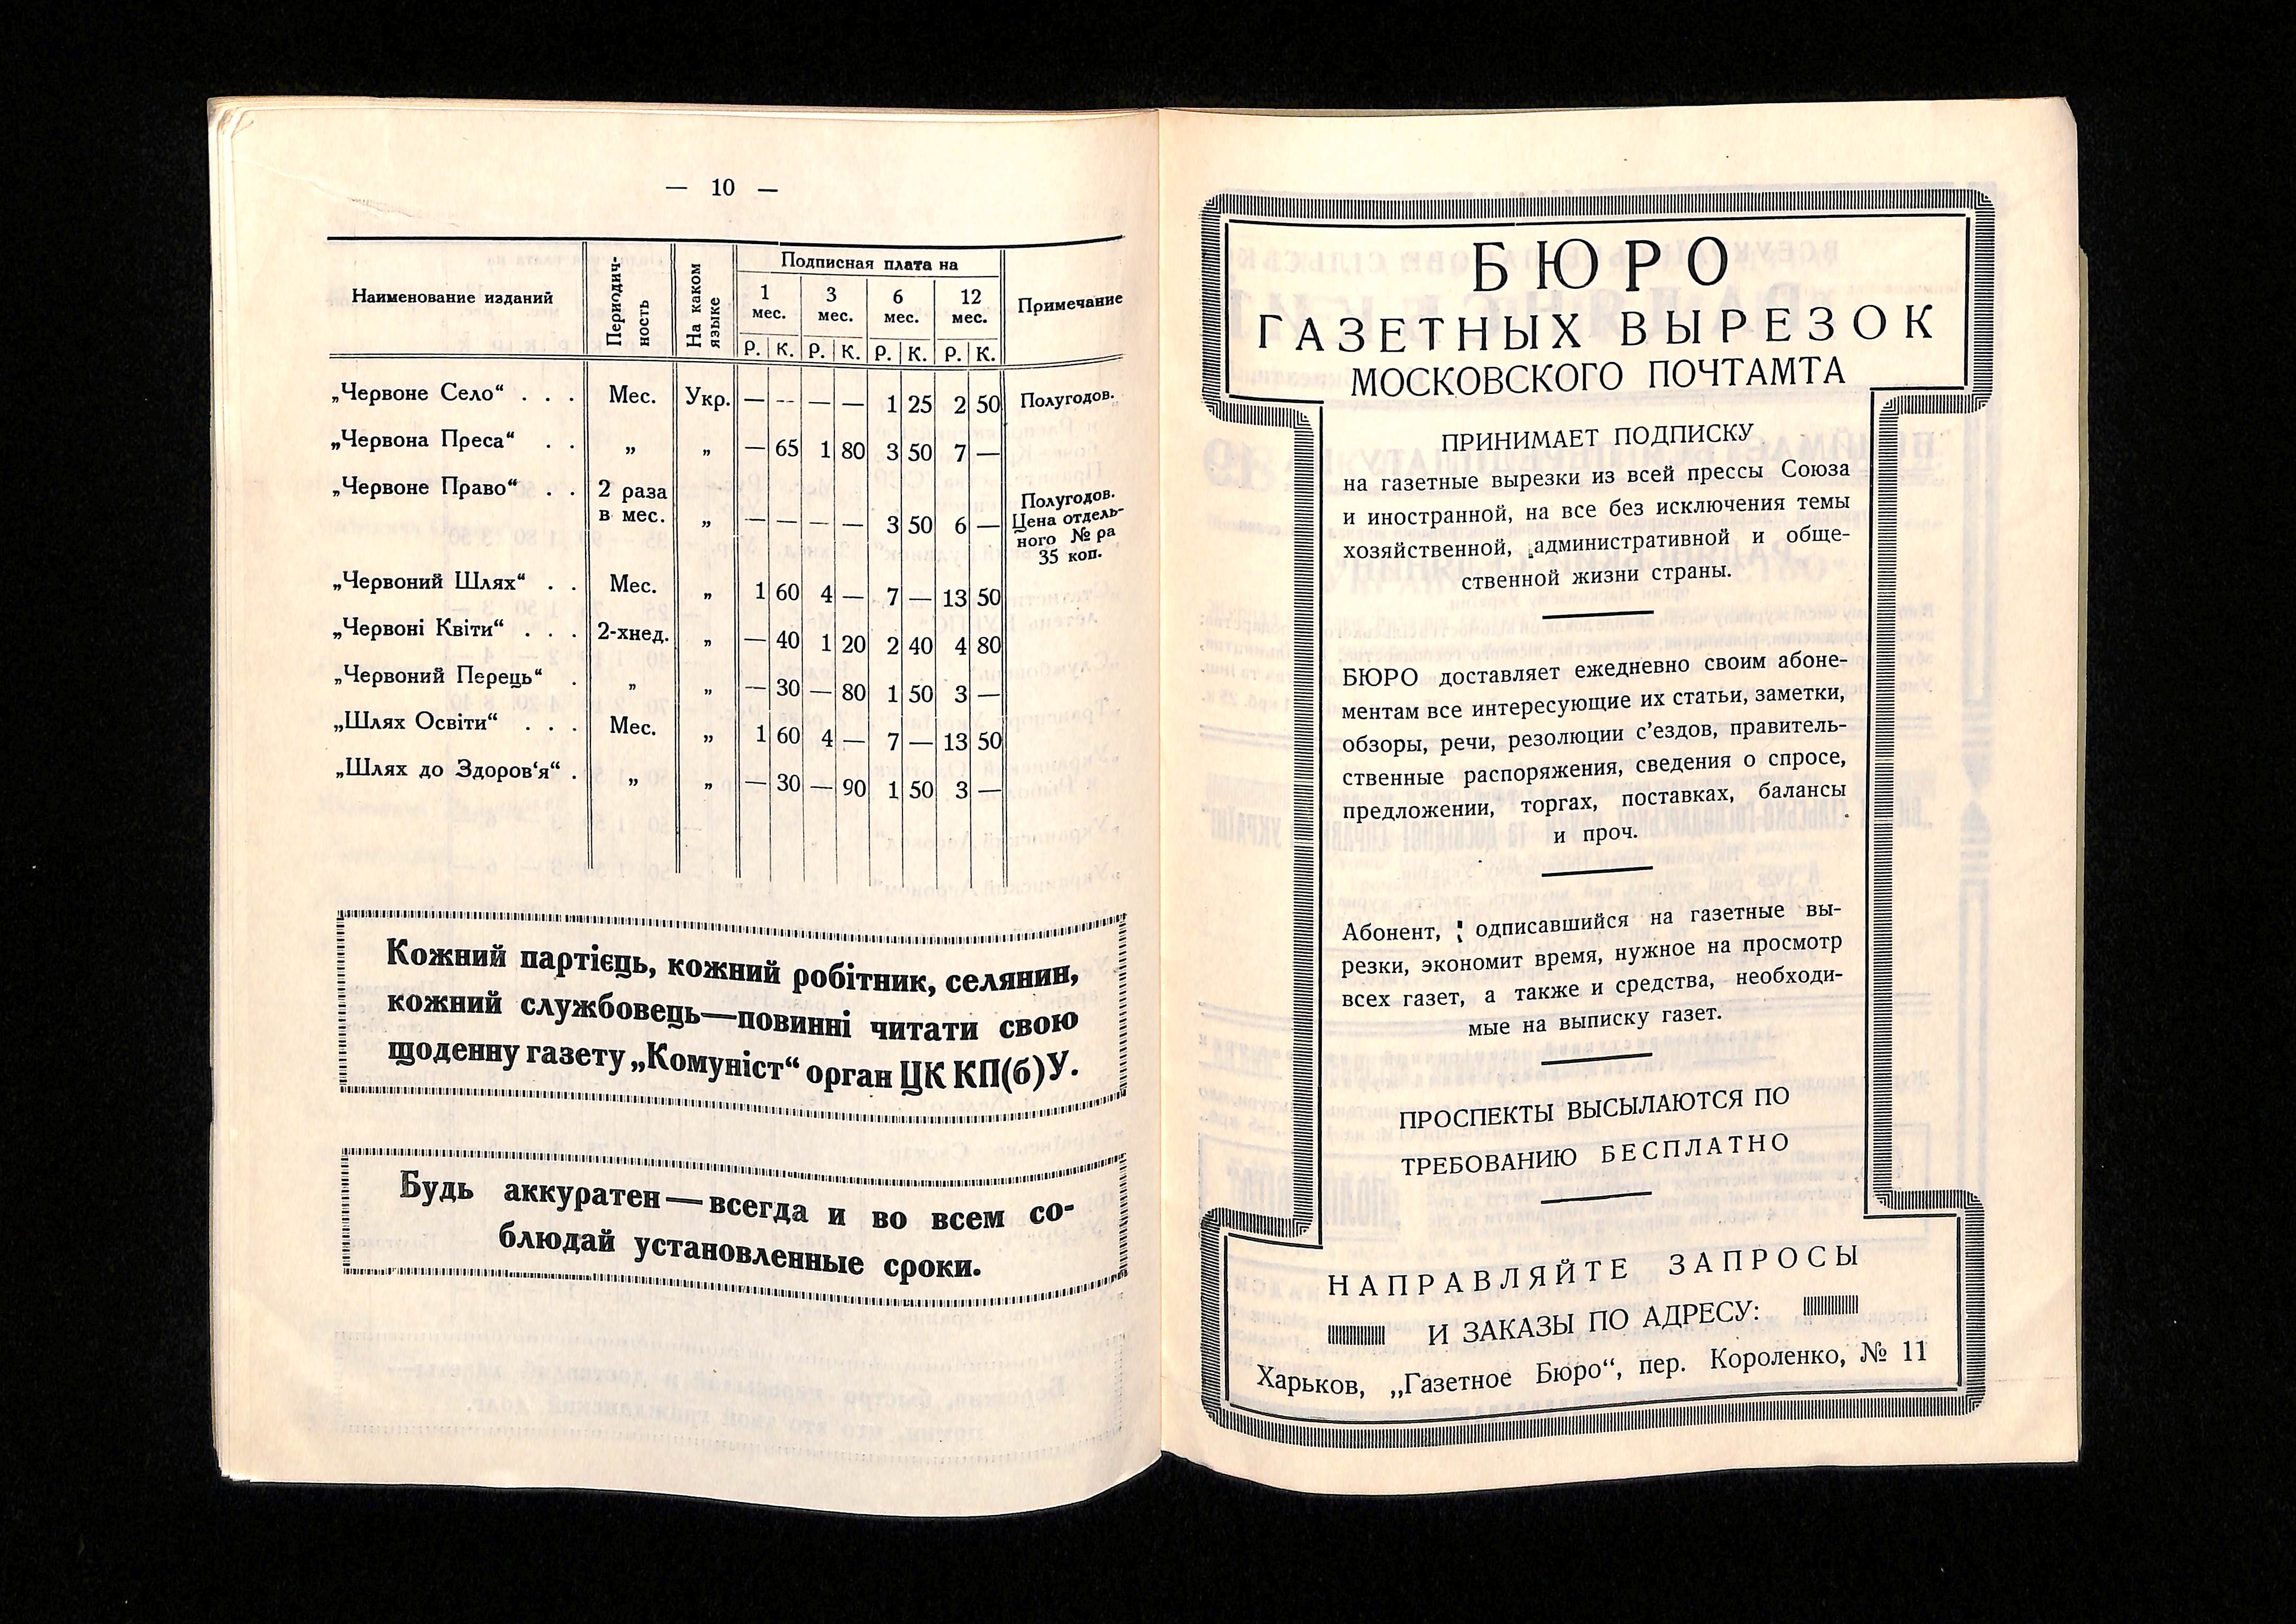 — 10 —
Наименование изданий | Периодич-ность | На каком языке | Подписная плата на | Примечание
1 мес. | 3 мес. | 6 мес. | 12 мес.
Р. | К. | Р. | К. | Р. | К. | Р. | К.
„Червоне Село“ . . . | Мес. | Укр. | — | -- | — | — | 1 | 25 | 2 | 50 | Полугодов.
„Червона Преса“ . . | „ | „ | — | 65 | 1 | 80 | 3 | 50 | 7 | —
„Червоне Право“ . . | 2 раза в мес. | „ | — | — | — | — | 3 | 50 | 6 | — | Полугодов. Цена отдель-ного №ра 35 коп.
„Червоний Шлях“ . . | Мес. | „ | 1 | 60 | 4 | — | 7 | — | 13 | 50
„Червоні Квіти“ . . . | 2-хнед. | „ | — | 40 | 1 | 20 | 2 | 40 | 4 | 80
„Червоний Перець“ . | „ | „ | — | 30 | — | 80 | 1 | 50 | 3 | —
„Шлях Освіти“ . . . | Мес. | „ | 1 | 60 | 4 | — | 7 | — | 13 | 50
„Шлях до Здоров‘я“ . | „ | „ | — | 30 | — | 90 | 1 | 50 | 3 | —
Кожний партієць, кожний робітник, селянин,
кожний службовець—повинні читати свою
щоденну газету „Комуніст“ орган ЦК КП(б)У.
Будь аккуратен—всегда и во всем со-
блюдай установленные сроки.
БЮРО
ГАЗЕТНЫХ ВЫРЕЗОК
МОСКОВСКОГО ПОЧТАМТА
ПРИНИМАЕТ ПОДПИСКУ
на газетные вырезки из всей прессы Союза
и иностранной, на все без исключения темы
хозяйственной, административной и обще-
ственной жизни страны.
БЮРО доставляет ежедневно своим абоне-
ментам все интересующие их статьи, заметки,
обзоры, речи, резолюции с’ездов, правитель-
ственные распоряжения, сведения о спросе,
предложении, торгах, поставках, балансы
и проч.
Абонент, одписавшийся на газетные вы-
резки, экономит время, нужное на просмотр
всех газет, а также и средства, необходи-
мые на выписку газет.
ПРОСПЕКТЫ ВЫСЫЛАЮТСЯ ПО
ТРЕБОВАНИЮ БЕСПЛАТНО
НАПРАВЛЯЙТЕ ЗАПРОСЫ
И ЗАКАЗЫ ПО АДРЕСУ:
Харьков, „Газетное Бюро“, пер. Короленко, № 11